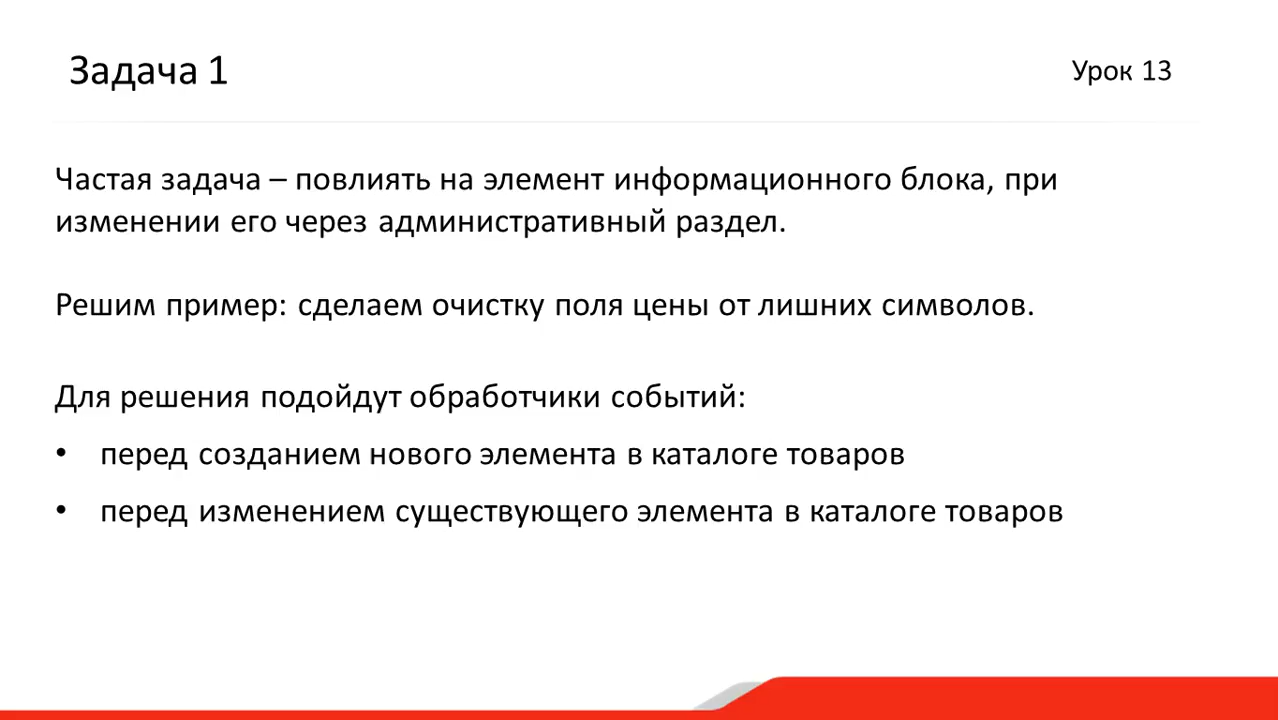 Задача 1
Урок 13
Частая задача – повлиять на элемент информационного блока, при
изменении его через административный раздел.
Решим пример: сделаем очистку поля цены от лишних символов.
Для решения подойдут обработчики событий:
• перед созданием нового элемента в каталоге товаров
• перед изменением существующего элемента в каталоге товаров